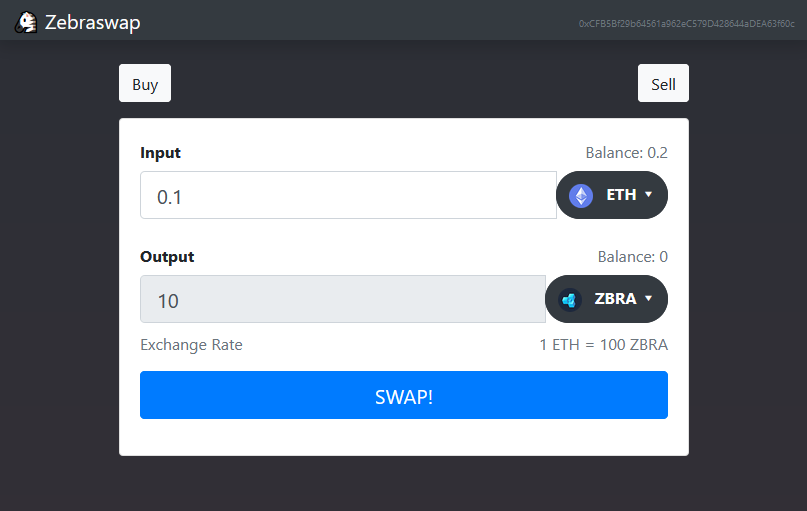 Zebraswap
0xCFB5Bf29b64561a962eC579D428644aDEA63f60c
Buy
Sell
Input
Balance: 0.2
0.1
ETH
Output
Balance: 0
10
ZBRA
Exchange Rate
1 ETH = 100 ZBRA
SWAP!